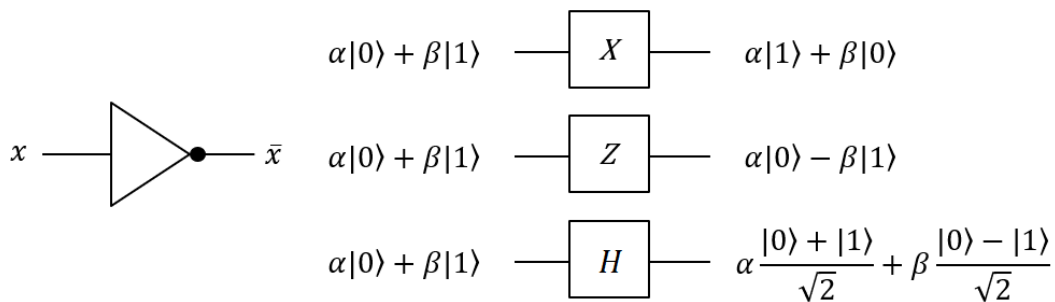 α|0⟩ + β|1⟩ X α|1⟩ + β|0⟩
x x̄ α|0⟩ + β|1⟩ Z α|0⟩ − β|1⟩
α|0⟩ + β|1⟩ H α (|0⟩ + |1⟩)/√2 + β (|0⟩ − |1⟩)/√2